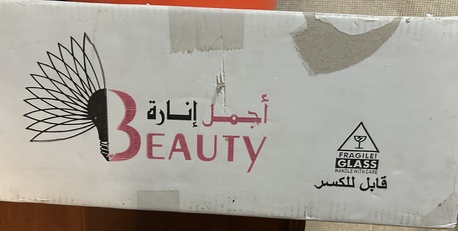 أجمل إنارة
BEAUTY
FRAGILE!
GLASS
HANDLE WITH CARE
قابل للكسر